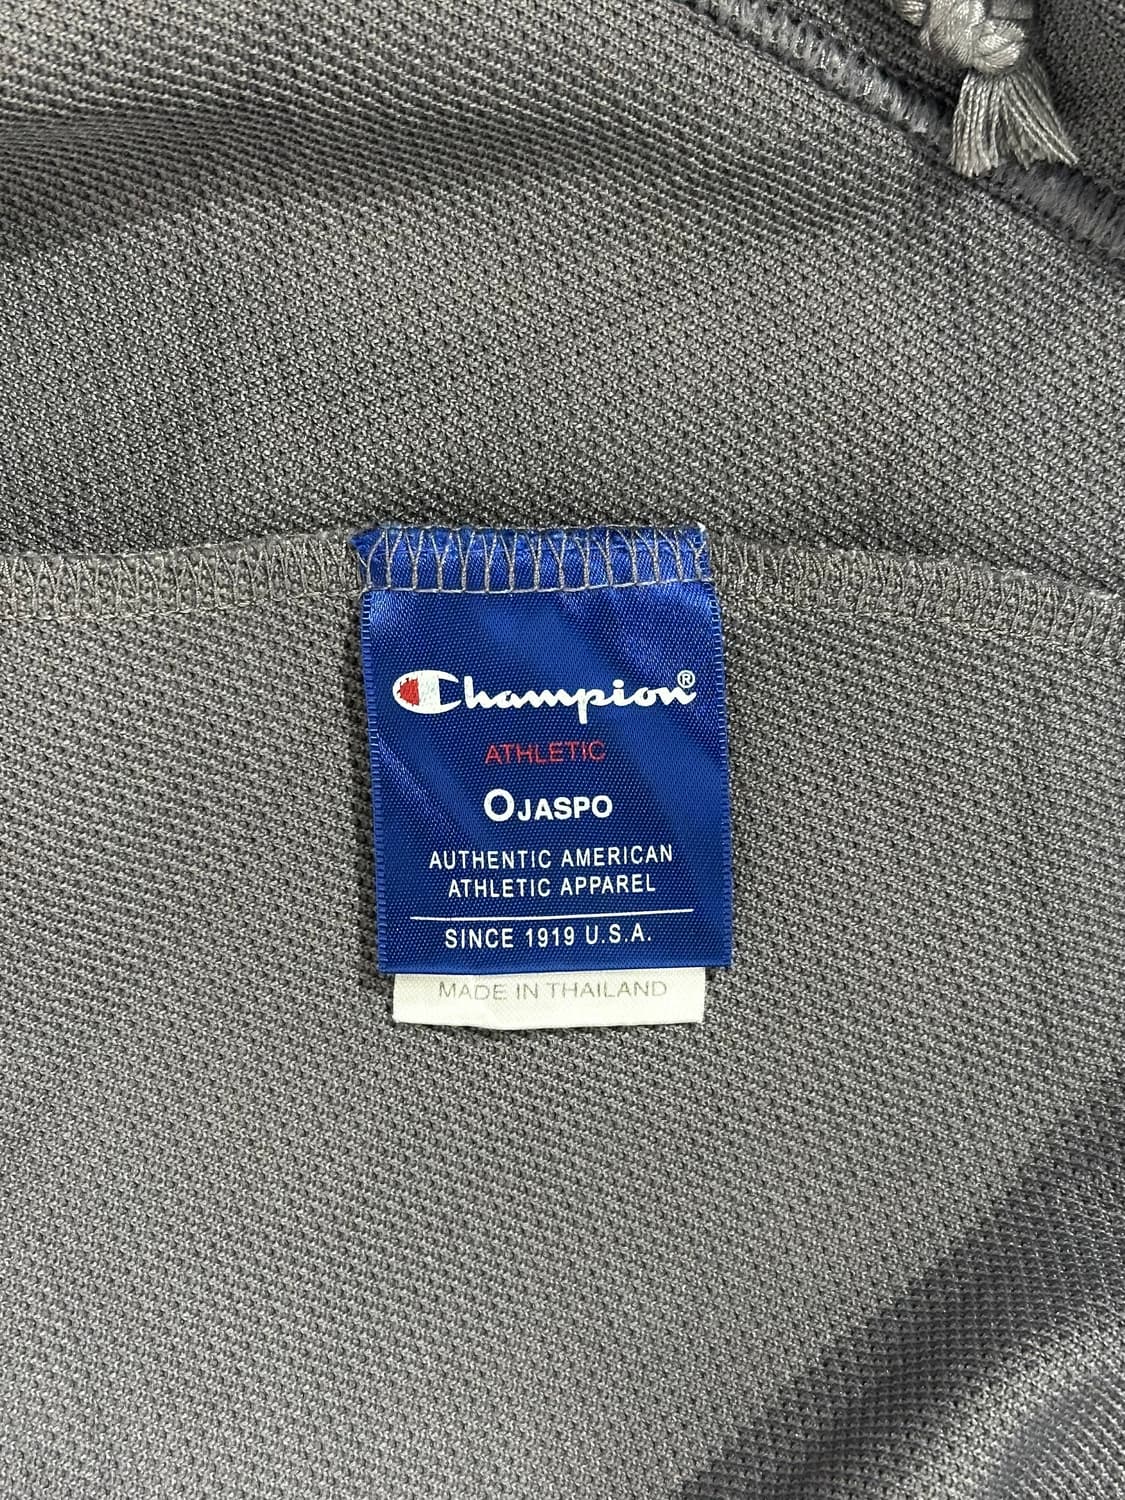 Champion®
ATHLETIC
OJASPO
AUTHENTIC AMERICAN
ATHLETIC APPAREL
SINCE 1919 U.S.A.
MADE IN THAILAND